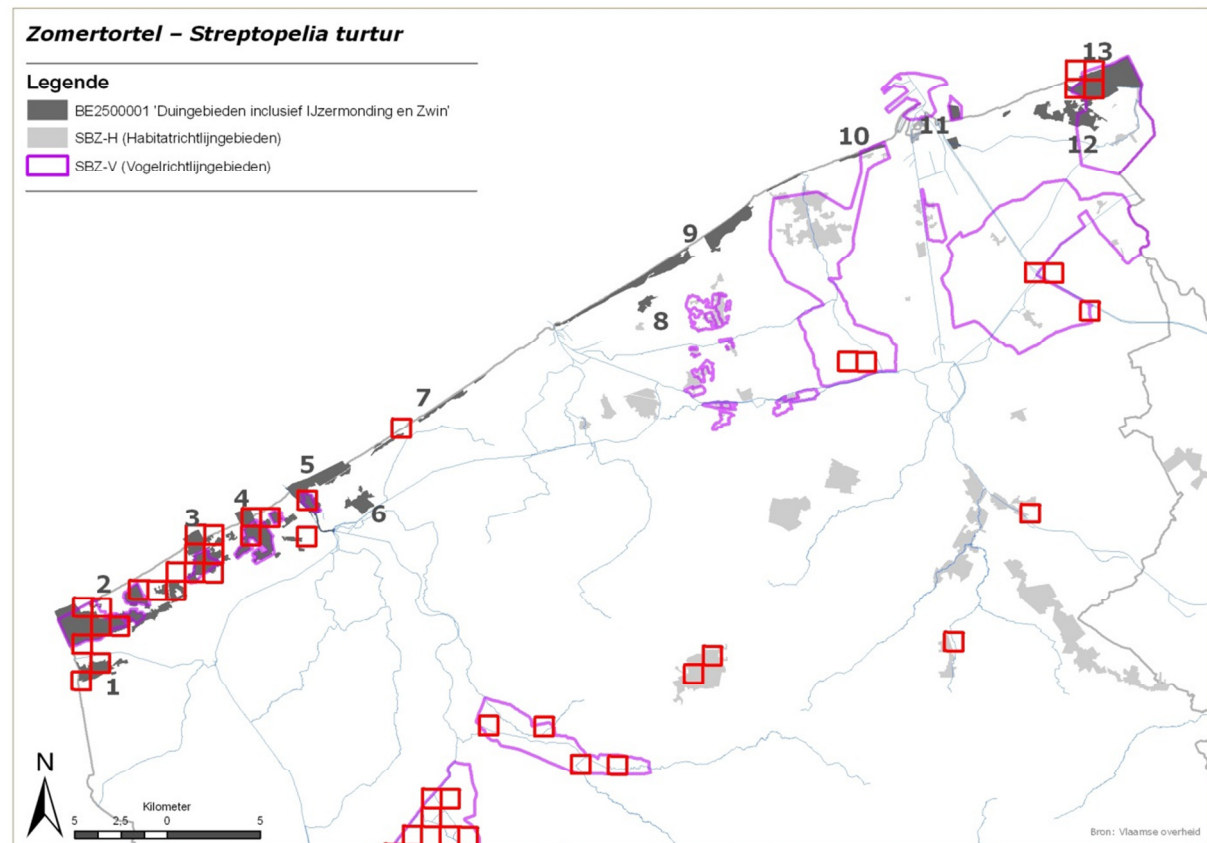 Zomertortel – Streptopelia turtur
Legende
BE2500001 'Duingebieden inclusief IJzermonding en Zwin'
SBZ-H (Habitatrichtlijngebieden)
SBZ-V (Vogelrichtlijngebieden)
13
12
11
10
9
8
7
5
6
4
3
2
1
N
Kilometer
5 2,5 0 5
Bron: Vlaamse overheid